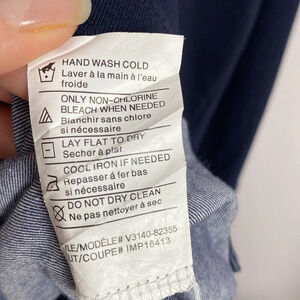 HAND WASH COLD
Laver à la main à l'eau
froide
ONLY NON-CHLORINE
BLEACH WHEN NEEDED
Blanchir sans chlore
si nécessaire
LAY FLAT TO DRY
Secher à plat
COOL IRON IF NEEDED
Repasser á fer bas
si nécessaire
DO NOT DRY CLEAN
Ne pas nettoyer à sec
LE/MODÈLE# V3140-82355
UT/COUPE# IMP16413